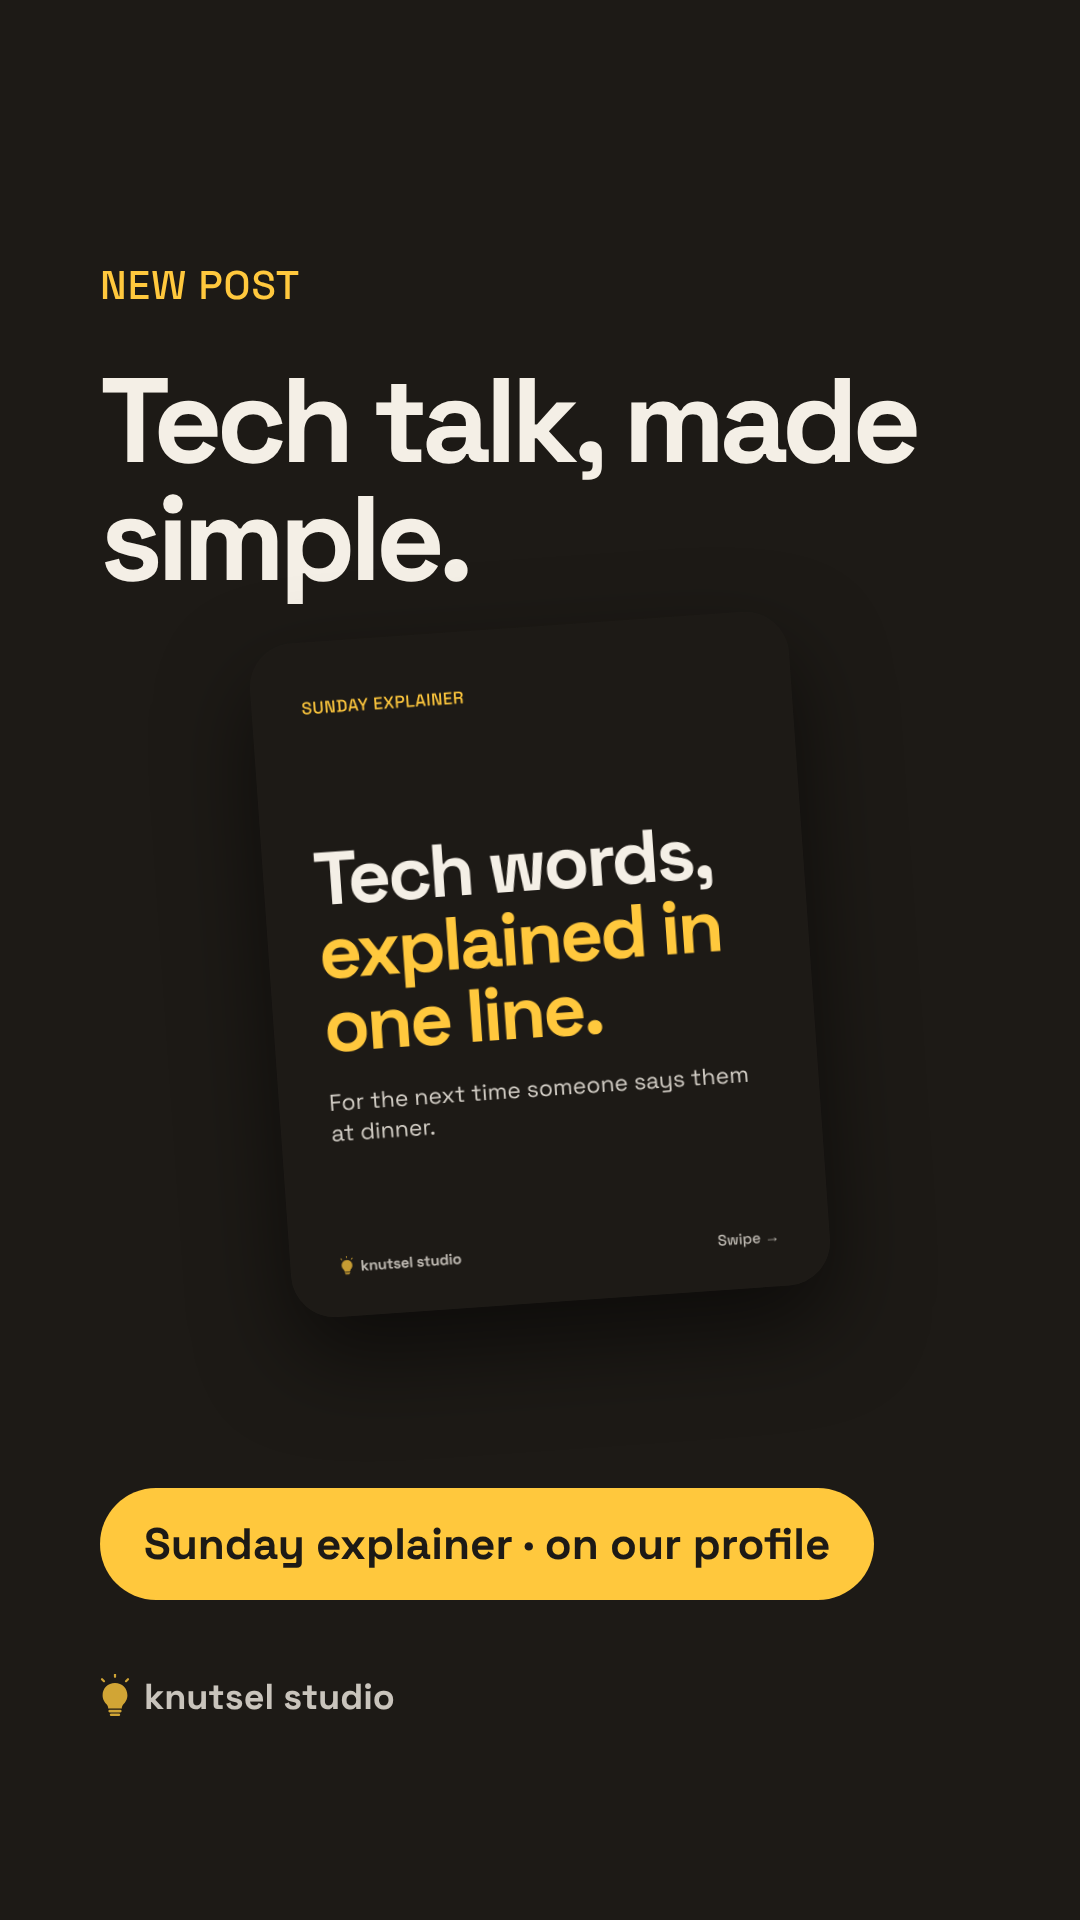 NEW POST
Tech talk, made
simple.
SUNDAY EXPLAINER
Tech words,
explained in
one line.
For the next time someone says them
at dinner.
knutsel studio
Swipe →
Sunday explainer · on our profile
knutsel studio